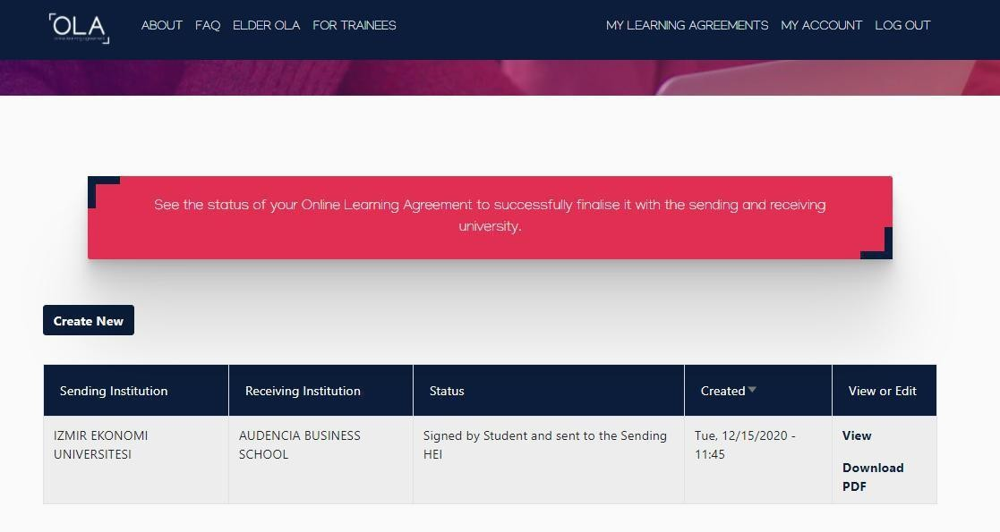 OLA
online learning agreement
ABOUT FAQ ELDER OLA FOR TRAINEES MY LEARNING AGREEMENTS MY ACCOUNT LOG OUT
See the status of your Online Learning Agreement to successfully finalise it with the sending and receiving
university.
Create New
Sending Institution Receiving Institution Status Created View or Edit
IZMIR EKONOMI AUDENCIA BUSINESS Signed by Student and sent to the Sending Tue, 12/15/2020 - View
UNIVERSITESI SCHOOL HEI 11:45
Download
PDF